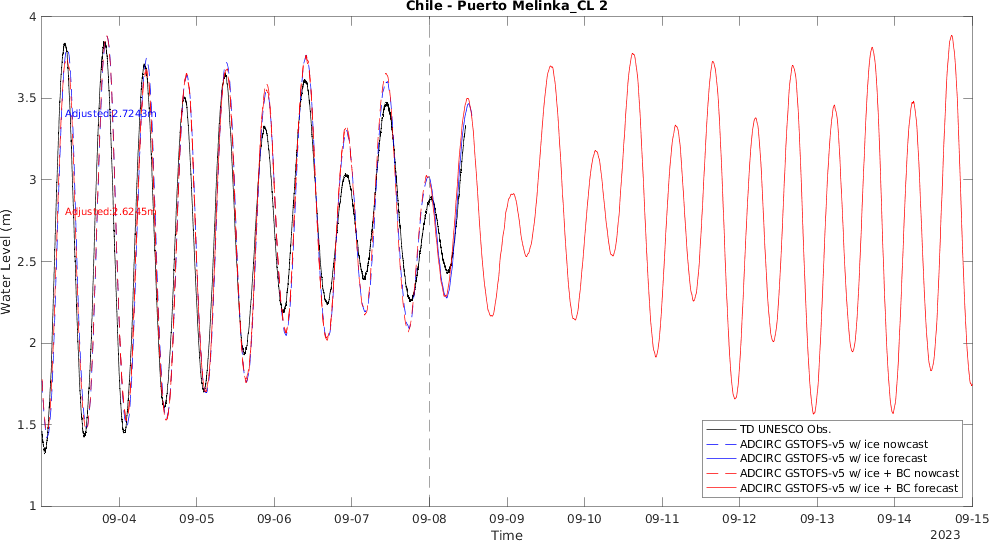 Chile - Puerto Melinka_CL 2
4
3.5
3
2.5
2
1.5
1
Water Level (m)
Adjusted:2.7243m
Adjusted:2.6245m
TD UNESCO Obs.
ADCIRC GSTOFS-v5 w/ ice nowcast
ADCIRC GSTOFS-v5 w/ ice forecast
ADCIRC GSTOFS-v5 w/ ice + BC nowcast
ADCIRC GSTOFS-v5 w/ ice + BC forecast
09-04 09-05 09-06 09-07 09-08 09-09 09-10 09-11 09-12 09-13 09-14 09-15
Time
2023